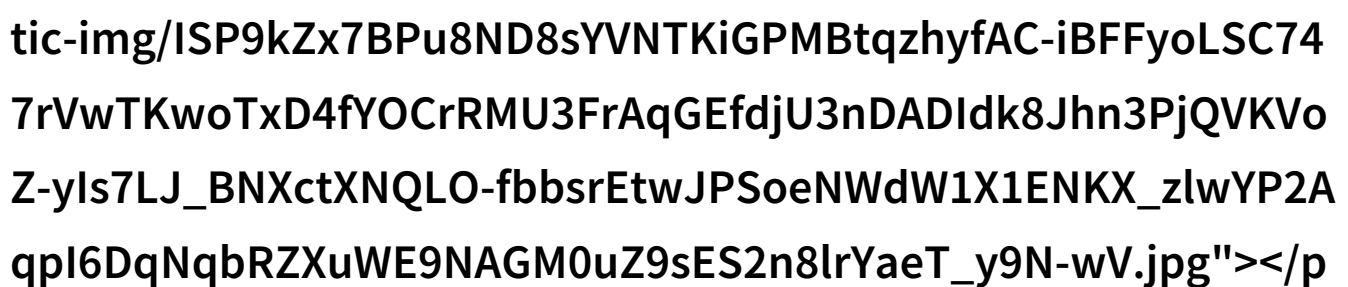 tic-img/ISP9kZx7BPu8ND8sYVNTKiGPMBtqzhyfAC-iBFFyoLSC74
7rVwTKwoTxD4fYOCrRMU3FrAqGEfdjU3nDADIdk8Jhn3PjQVKVo
Z-yIs7LJ_BNXctXNQLO-fbbsrEtwJPSoeNWdW1X1ENKX_zlwYP2A
qpI6DqNqbRZXuWE9NAGM0uZ9sES2n8lrYaeT_y9N-wV.jpg"></p